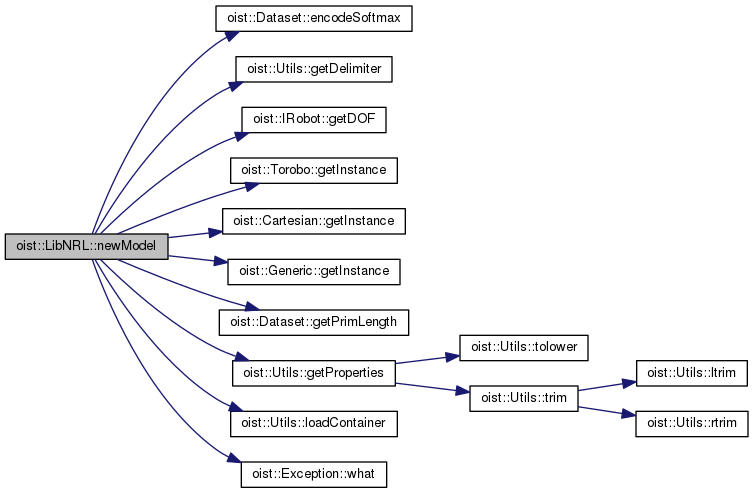 oist::Dataset::encodeSoftmax
oist::Utils::getDelimiter
oist::IRobot::getDOF
oist::Torobo::getInstance
oist::Cartesian::getInstance
oist::LibNRL::newModel
oist::Generic::getInstance
oist::Dataset::getPrimLength
oist::Utils::getProperties
oist::Utils::tolower
oist::Utils::trim
oist::Utils::ltrim
oist::Utils::rtrim
oist::Utils::loadContainer
oist::Exception::what